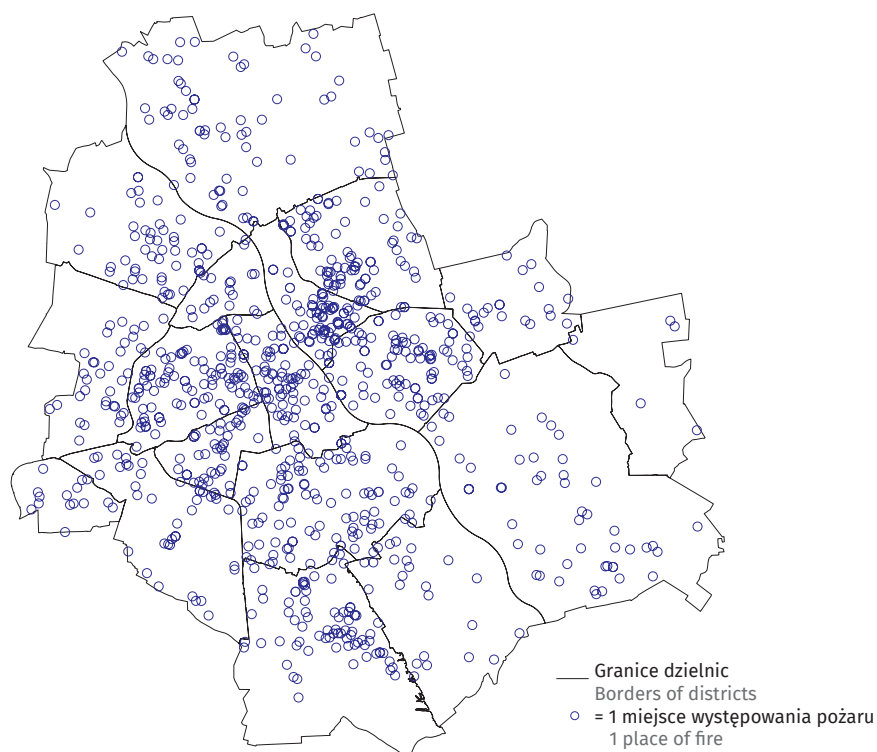 Granice dzielnic
Borders of districts
= 1 miejsce występowania pożaru
1 place of fire